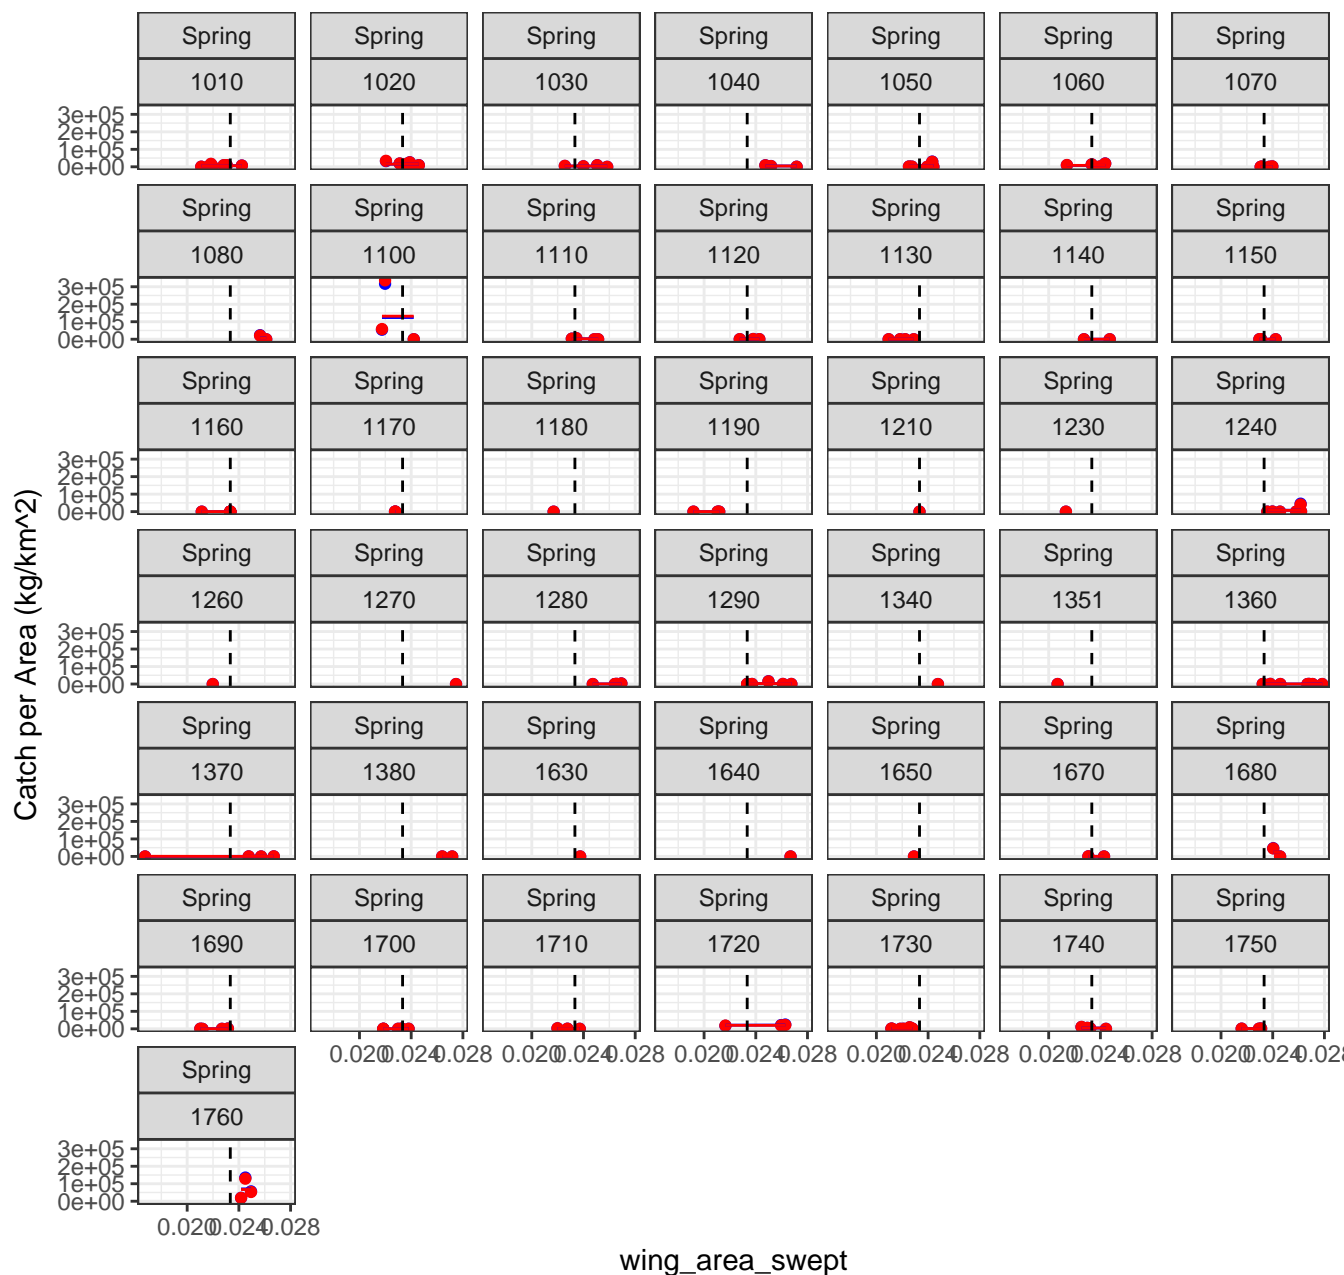 Spring Spring Spring Spring Spring Spring Spring
1010 1020 1030 1040 1050 1060 1070
3e+05
2e+05
1e+05
0e+00
Spring Spring Spring Spring Spring Spring Spring
1080 1100 1110 1120 1130 1140 1150
3e+05
2e+05
1e+05
0e+00
Spring Spring Spring Spring Spring Spring Spring
1160 1170 1180 1190 1210 1230 1240
3e+05
2e+05
1e+05
0e+00
Catch per Area (kg/km^2)
Spring Spring Spring Spring Spring Spring Spring
1260 1270 1280 1290 1340 1351 1360
3e+05
2e+05
1e+05
0e+00
Spring Spring Spring Spring Spring Spring Spring
1370 1380 1630 1640 1650 1670 1680
3e+05
2e+05
1e+05
0e+00
Spring Spring Spring Spring Spring Spring Spring
1690 1700 1710 1720 1730 1740 1750
3e+05
2e+05
1e+05
0e+00
0.020 0.024 0.028 0.020 0.024 0.028 0.020 0.024 0.028 0.020 0.024 0.028 0.020 0.024 0.028 0.020 0.024 0.028
Spring
1760
3e+05
2e+05
1e+05
0e+00
0.020 0.024 0.028
wing_area_swept